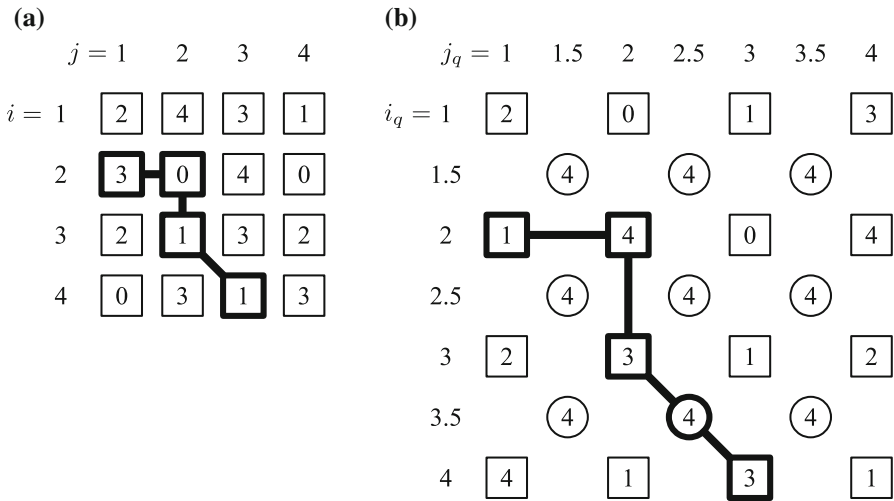 (a)
j = 1 2 3 4
i = 1 2 4 3 1
2 3 0 4 0
3 2 1 3 2
4 0 3 1 3
(b)
j_q = 1 1.5 2 2.5 3 3.5 4
i_q = 1 2 0 1 3
1.5 4 4 4
2 1 4 0 4
2.5 4 4 4
3 2 3 1 2
3.5 4 4 4
4 4 1 3 1